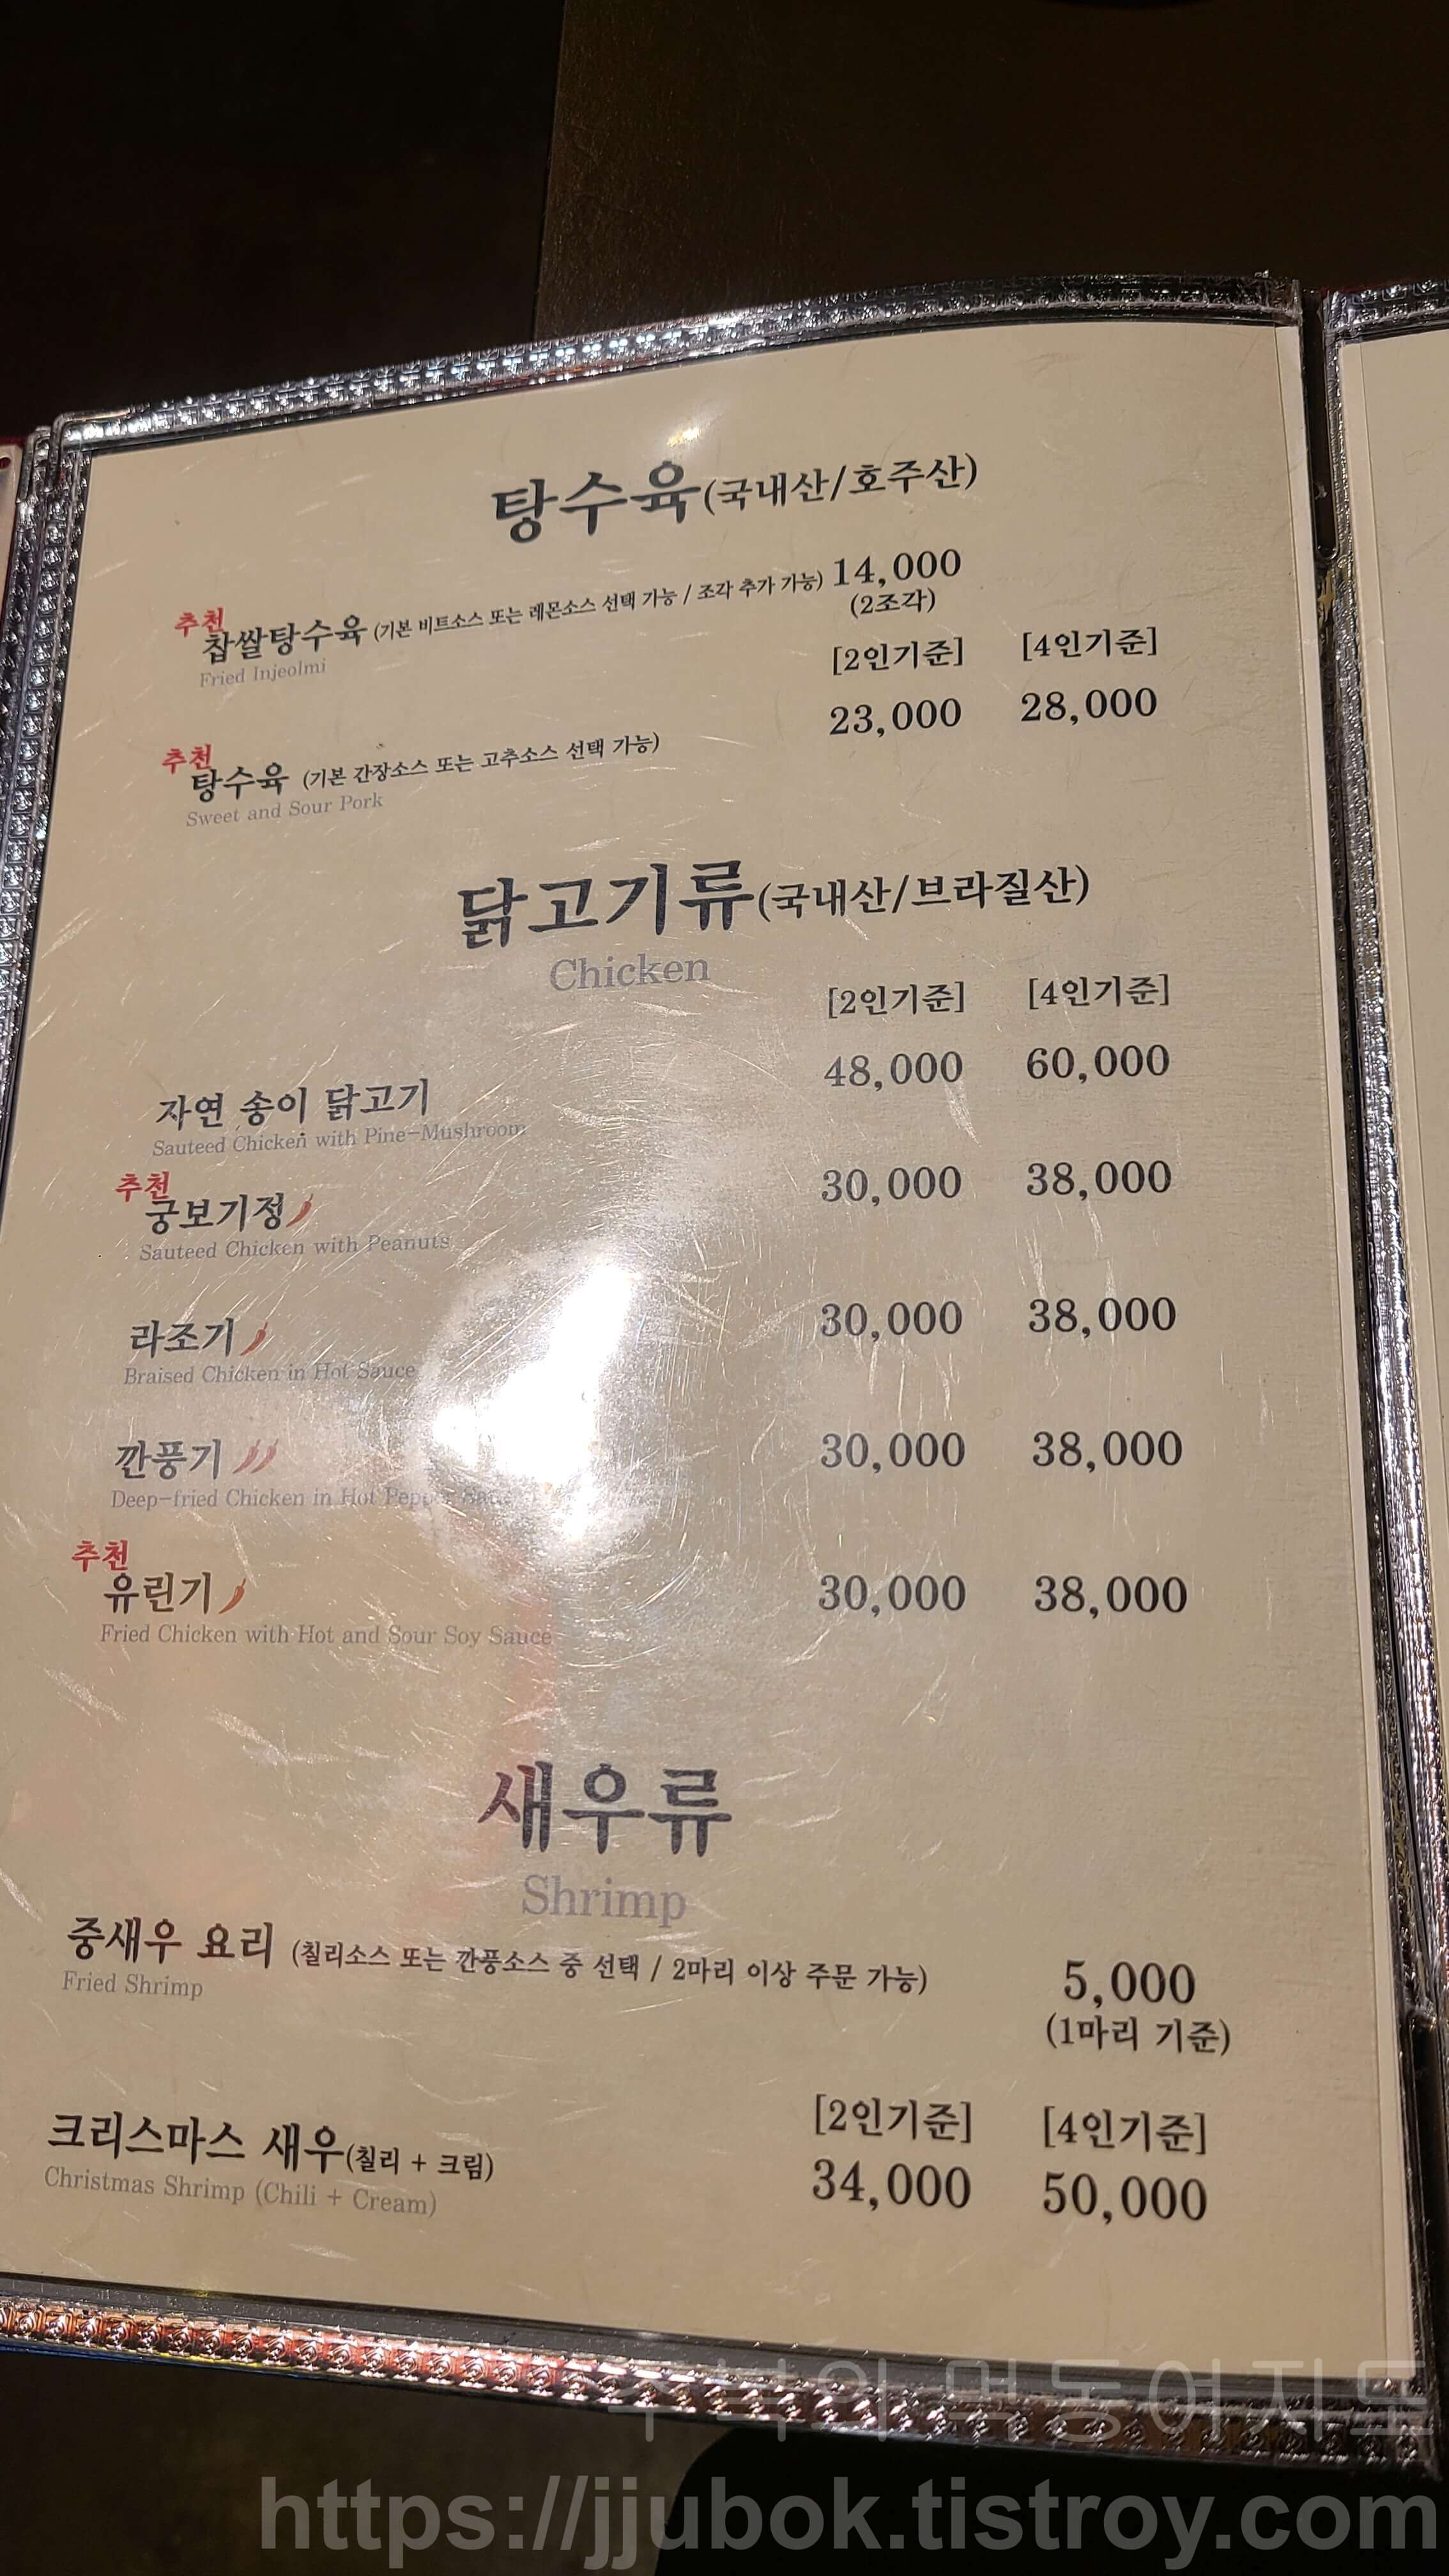 탕수육(국내산/호주산)
추천
찹쌀탕수육 (기본 비트소스 또는 레몬소스 선택 가능 / 조각 추가 가능) 14,000
(2조각)
Fried Injeolmi
[2인기준] [4인기준]
23,000 28,000
추천
탕수육 (기본 간장소스 또는 고추소스 선택 가능)
Sweet and Sour Pork
닭고기류(국내산/브라질산)
Chicken
[2인기준] [4인기준]
48,000 60,000
자연 송이 닭고기
Sauteed Chicken with Pine-Mushroom
추천
궁보기정 30,000 38,000
Sauteed Chicken with Peanuts
라조기 30,000 38,000
Braised Chicken in Hot Sauce
깐풍기 30,000 38,000
Deep-fried Chicken in Hot Pepper Sauce
추천
유린기 30,000 38,000
Fried Chicken with Hot and Sour Soy Sauce
새우류
Shrimp
중새우 요리 (칠리소스 또는 깐풍소스 중 선택 / 2마리 이상 주문 가능) 5,000
Fried Shrimp
(1마리 기준)
[2인기준] [4인기준]
크리스마스 새우(칠리 + 크림) 34,000 50,000
Christmas Shrimp (Chili + Cream)
https://jjubok.tistroy.com